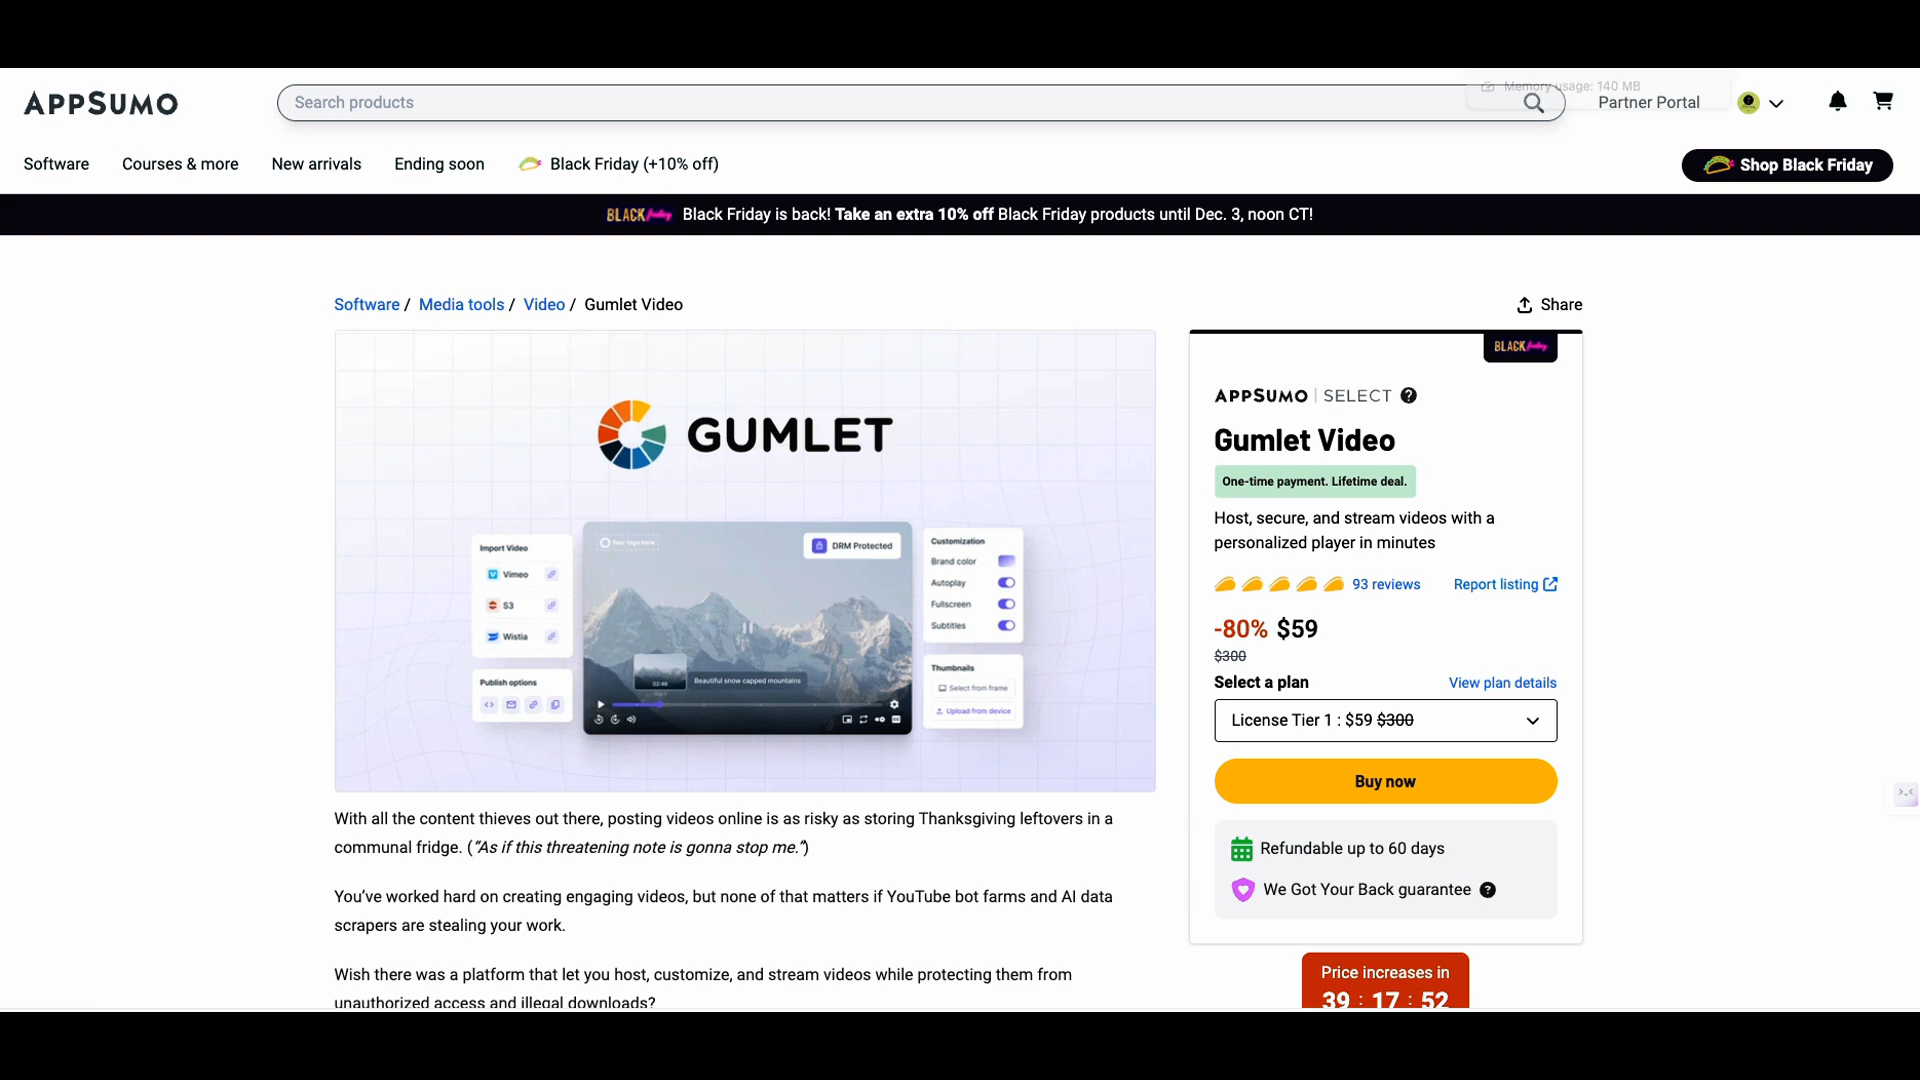 Memory usage: 140 MB
APPSUMO
Search products
Partner Portal
Software
Courses & more
New arrivals
Ending soon
Black Friday (+10% off)
Shop Black Friday
BLACK friday Black Friday is back! Take an extra 10% off Black Friday products until Dec. 3, noon CT!
Software / Media tools / Video / Gumlet Video
Share
GUMLET
Import Video
Vimeo
S3
Wistia
Publish options
Your logo here
DRM Protected
02:46
Beautiful snow capped mountains
Customization
Brand color
Autoplay
Fullscreen
Subtitles
Thumbnails
Select from frame
Upload from device
BLACK friday
APPSUMO | SELECT
Gumlet Video
One-time payment. Lifetime deal.
Host, secure, and stream videos with a
personalized player in minutes
93 reviews
Report listing
-80% $59
$300
Select a plan
View plan details
License Tier 1 : $59 $300
Buy now
Refundable up to 60 days
We Got Your Back guarantee
Price increases in
39 : 17 : 52
With all the content thieves out there, posting videos online is as risky as storing Thanksgiving leftovers in a
communal fridge. (“As if this threatening note is gonna stop me.”)
You’ve worked hard on creating engaging videos, but none of that matters if YouTube bot farms and AI data
scrapers are stealing your work.
Wish there was a platform that let you host, customize, and stream videos while protecting them from
unauthorized access and illegal downloads?